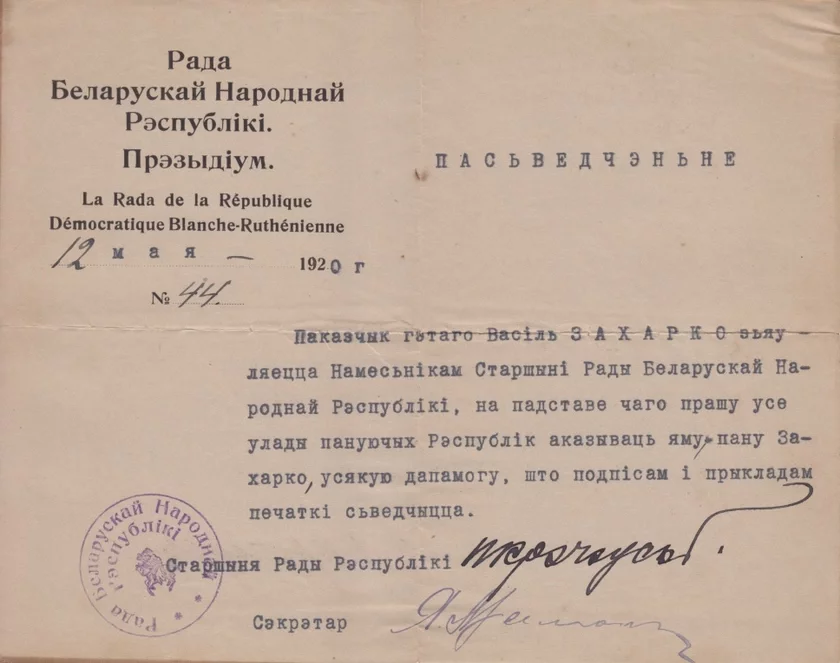 Рада
Беларускай Народнай
Рэспублікі.
Прэзыдіум.
La Rada de la République
Démocratique Blanche-Ruthénienne
12 мая — 1920 г
№ 44.
ПАСЬВЕДЧЭНЬНЕ
Паказчык гэтаго Васіль ЗАХАРКО зьяу-
ляецца Намесьнікам Старшыні Рады Беларускай На-
роднай Рэспублікі, на падставе чаго прашу усе
улады пануючых Рэспублік аказываць яму, пану За-
харко, усякую дапамогу, што подпісам і прыкладам
печаткі сьведчыцца.
Старшыня Рады Рэспублікі
Сэкрэтар
Рада Беларускай Народнай
Рэспублікі